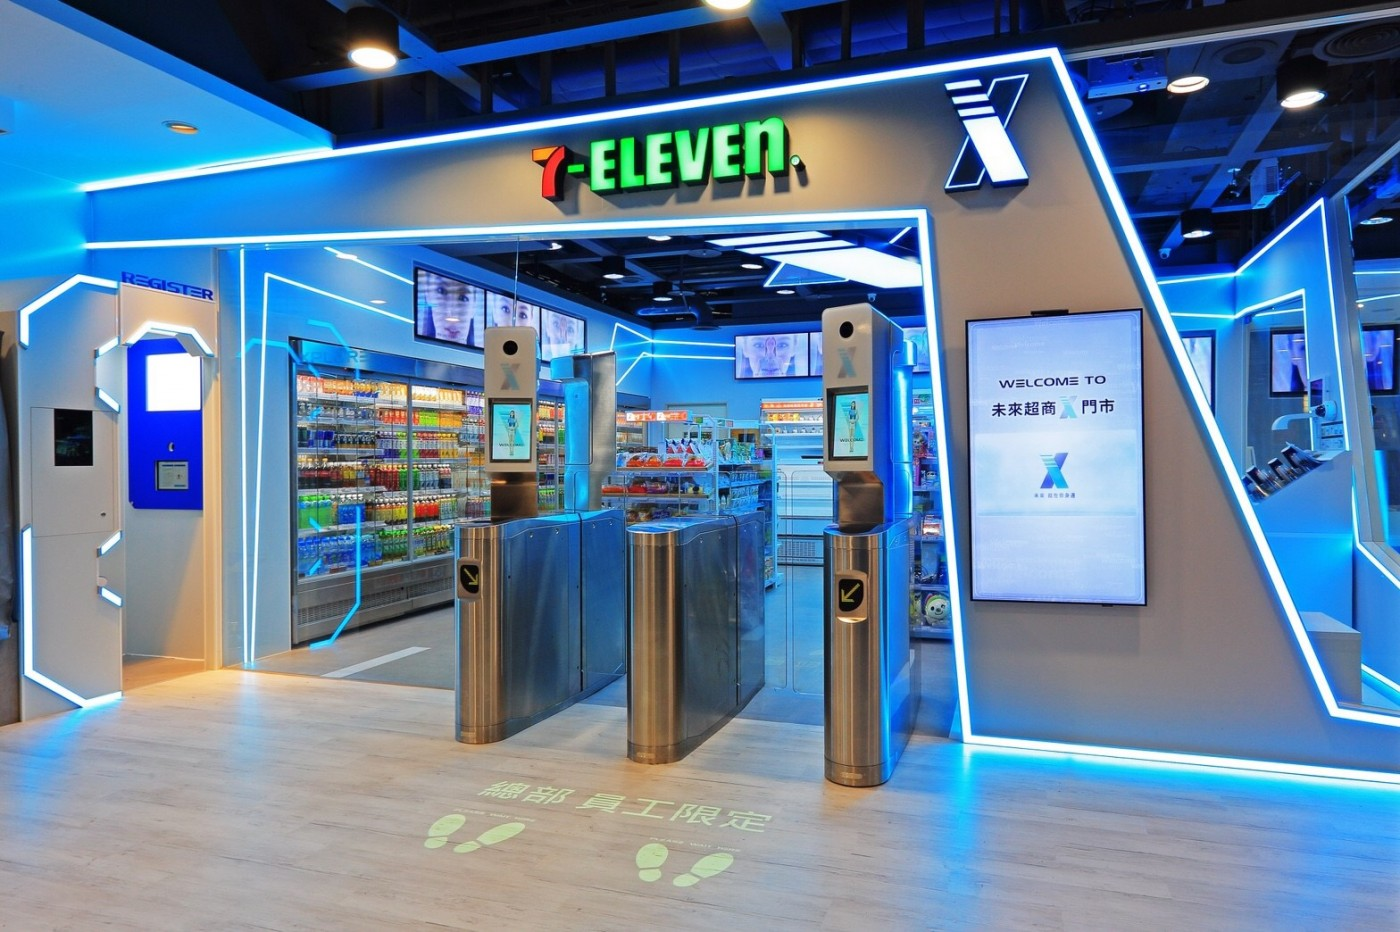 7-ELEVEN.
X
REGISTER
WELCOME TO
未來超商X門市
X
總部 員工限定